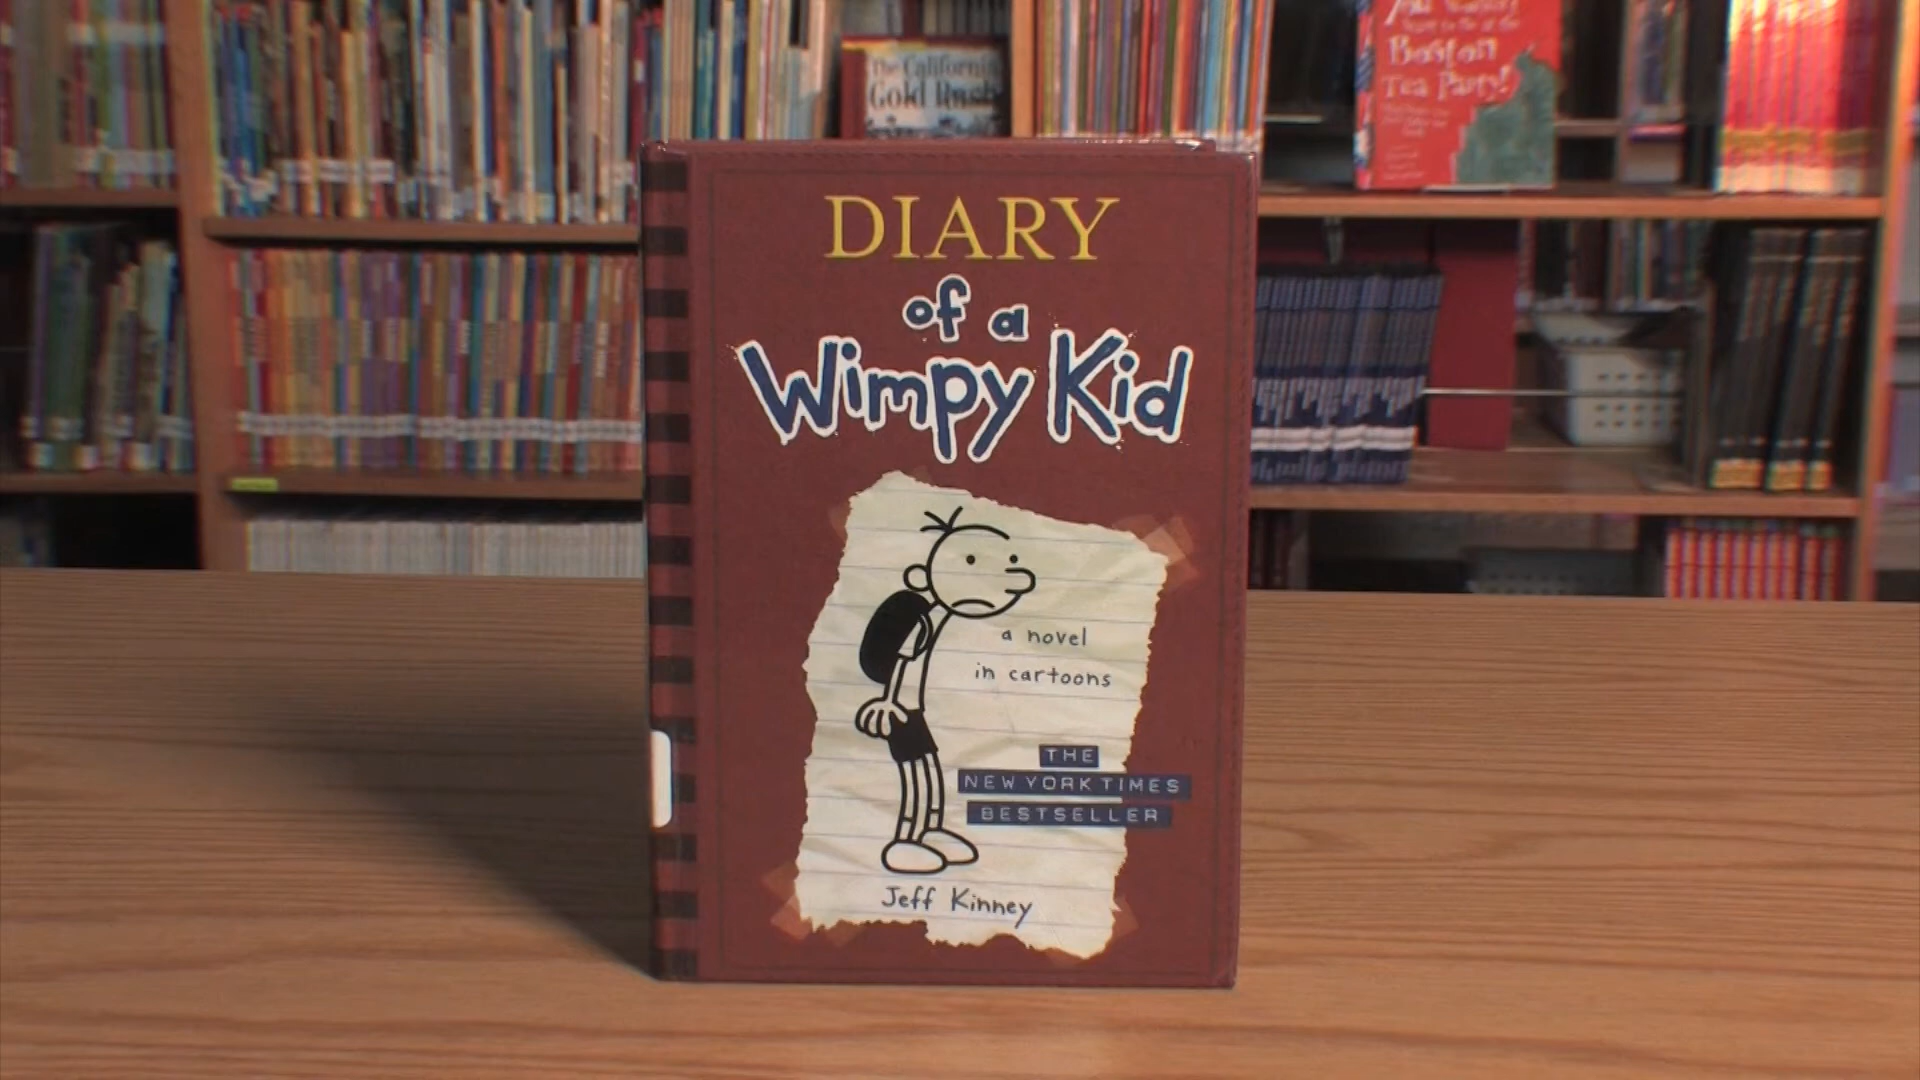 The California
Gold Rush
Boston
Tea Party!
DIARY
of a
Wimpy Kid
a novel
in cartoons
THE
NEW YORK TIMES
BESTSELLER
Jeff Kinney